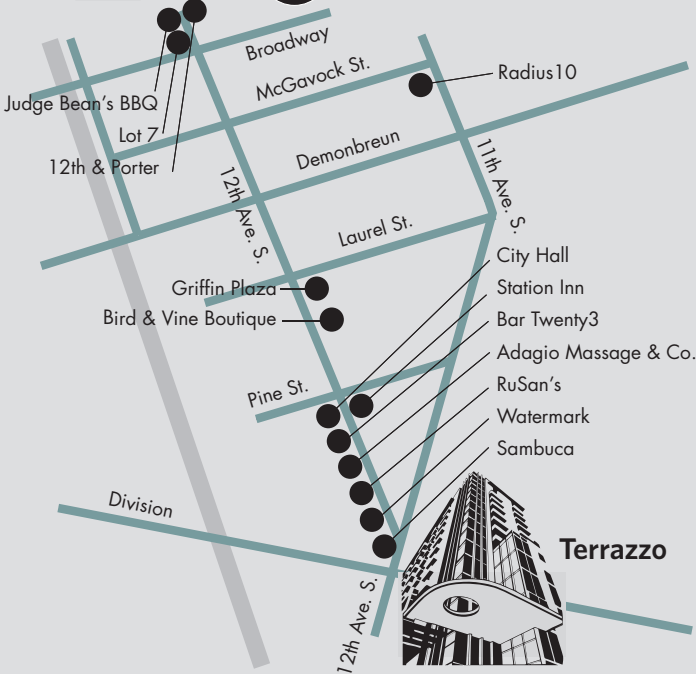 Broadway
McGavock St.
Radius10
Judge Bean's BBQ
Lot 7
12th & Porter
Demonbreun
12th Ave. S.
11th Ave. S.
Laurel St.
City Hall
Griffin Plaza
Station Inn
Bird & Vine Boutique
Bar Twenty3
Adagio Massage & Co.
Pine St.
RuSan's
Watermark
Sambuca
Division
Terrazzo
12th Ave. S.